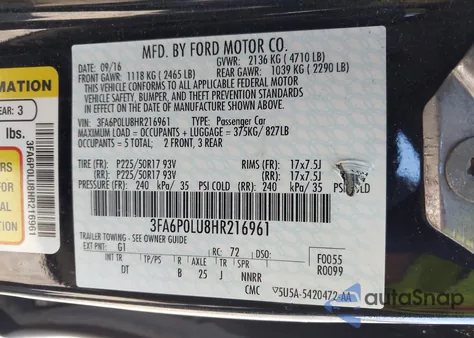 MFD. BY FORD MOTOR CO.
09/16
GVWR: 2136 KG (4710 LB)
FRONT GAWR: 1118 KG (2465 LB)
REAR GAWR: 1039 KG (2290 LB)
THIS VEHICLE CONFORMS TO ALL APPLICABLE FEDERAL MOTOR
VEHICLE SAFETY, BUMPER, AND THEFT PREVENTION STANDARDS IN
EFFECT ON THE DATE OF MANUFACTURE SHOWN ABOVE.
VIN: 3FA6P0LU8HR216961 TYPE: Passenger Car
MAXIMUM LOAD = OCCUPANTS + LUGGAGE = 375KG/ 827LB
OCCUPANTS = 5 TOTAL: 2 FRONT, 3 REAR
TIRE (FR): P225/50R17 93V TIRE (RR): P225/50R17 93V RIMS (FR): 17x7.5J RIMS (RR): 17x7.5J
PRESSURE (FR): 240 kPa/ 35 PSI COLD (RR) 240 kPa/ 35 PSI COLD
3FA6P0LU8HR216961
TRAILER TOWING - SEE OWNER GUIDE
EXT PNT: G1 RC: 72 DSO:
F0055
R0099
INT TR TP/PS R AXLE TR SPR
DT B 25 J NNRR
CMC ▽5U5A-5420472-AA
MATION
EAR: 3
lbs.
3FA6P0LU8HR216961
autoSnap